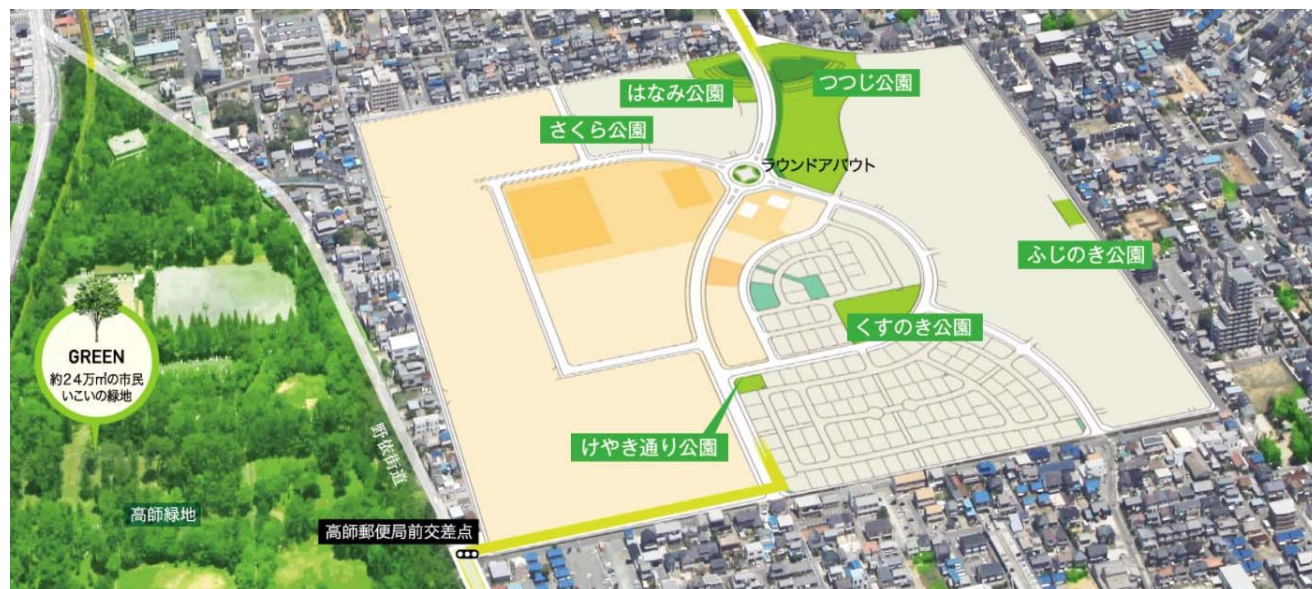 はなみ公園
つつじ公園
さくら公園
ラウンドアバウト
ふじのき公園
くすのき公園
GREEN
約24万㎡の市民
いこいの緑地
けやき通り公園
野依街道
高師緑地
高師郵便局前交差点